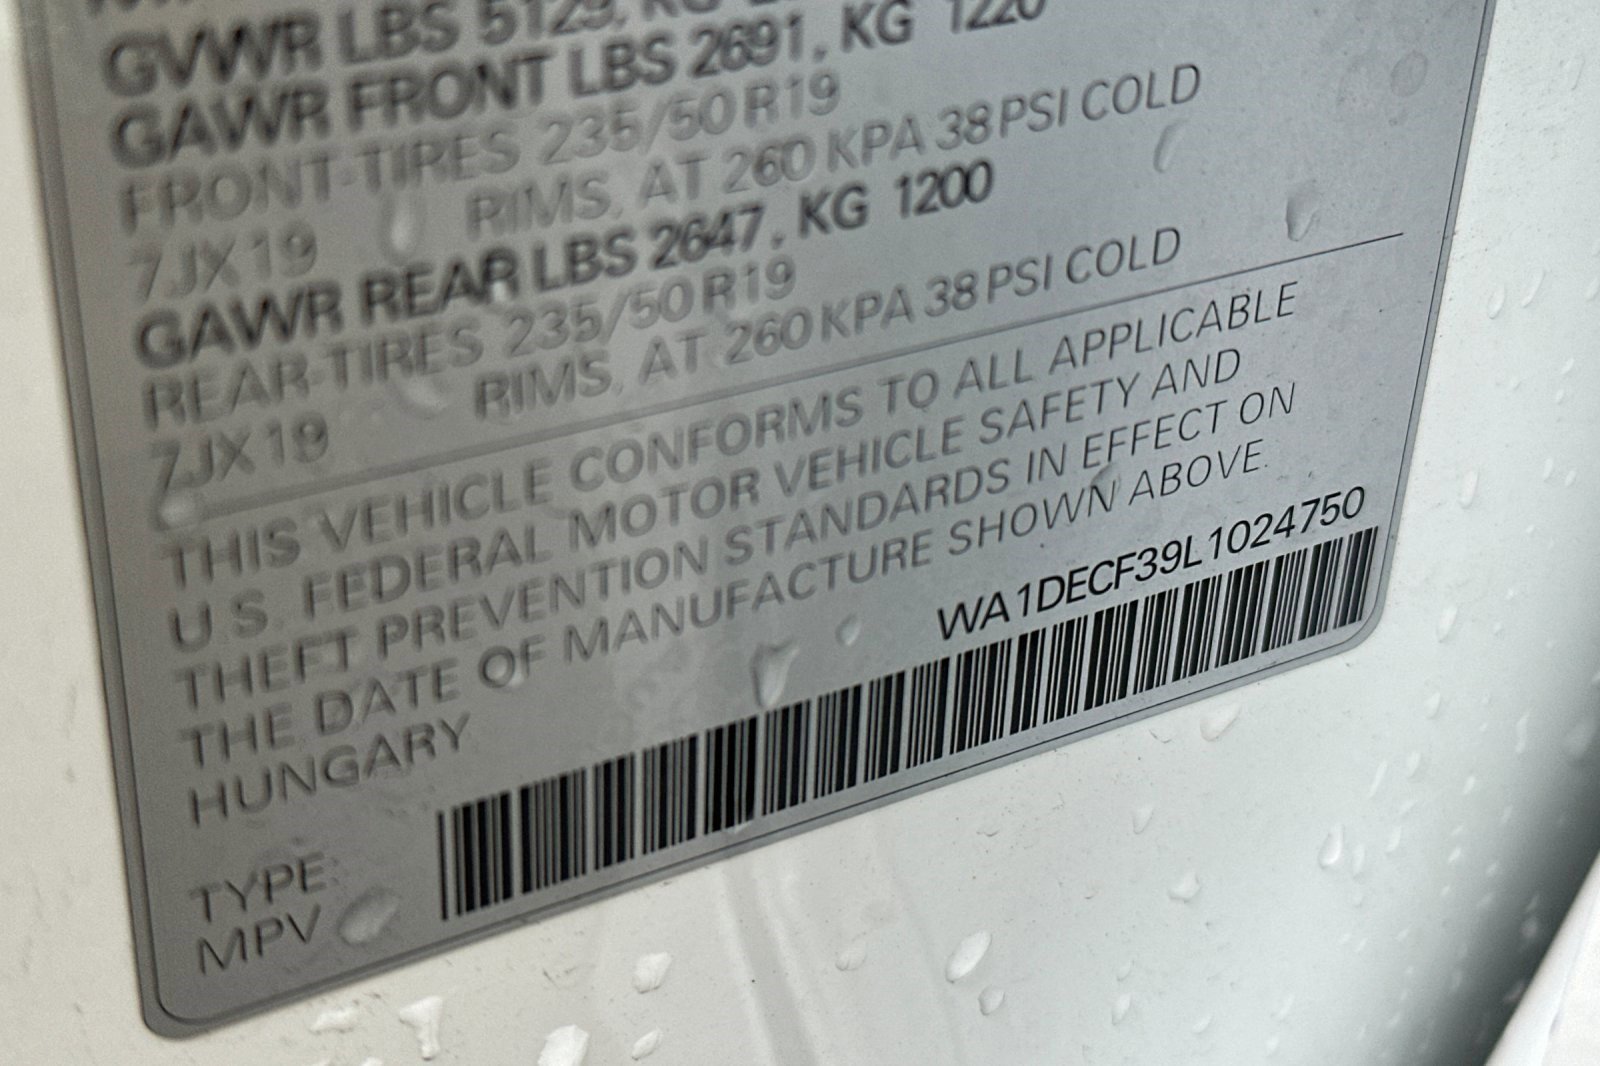 GVWR LBS 5129, KG
GAWR FRONT LBS 2691, KG 1220
FRONT-TIRES 235/50 R19
RIMS, AT 260 KPA 38 PSI COLD
7JX19
GAWR REAR LBS 2647, KG 1200
REAR-TIRES 235/50 R19
RIMS, AT 260 KPA 38 PSI COLD
7JX19
THIS VEHICLE CONFORMS TO ALL APPLICABLE
U.S. FEDERAL MOTOR VEHICLE SAFETY AND
THEFT PREVENTION STANDARDS IN EFFECT ON
THE DATE OF MANUFACTURE SHOWN ABOVE.
HUNGARY
WA1DECF39L1024750
TYPE:
MPV